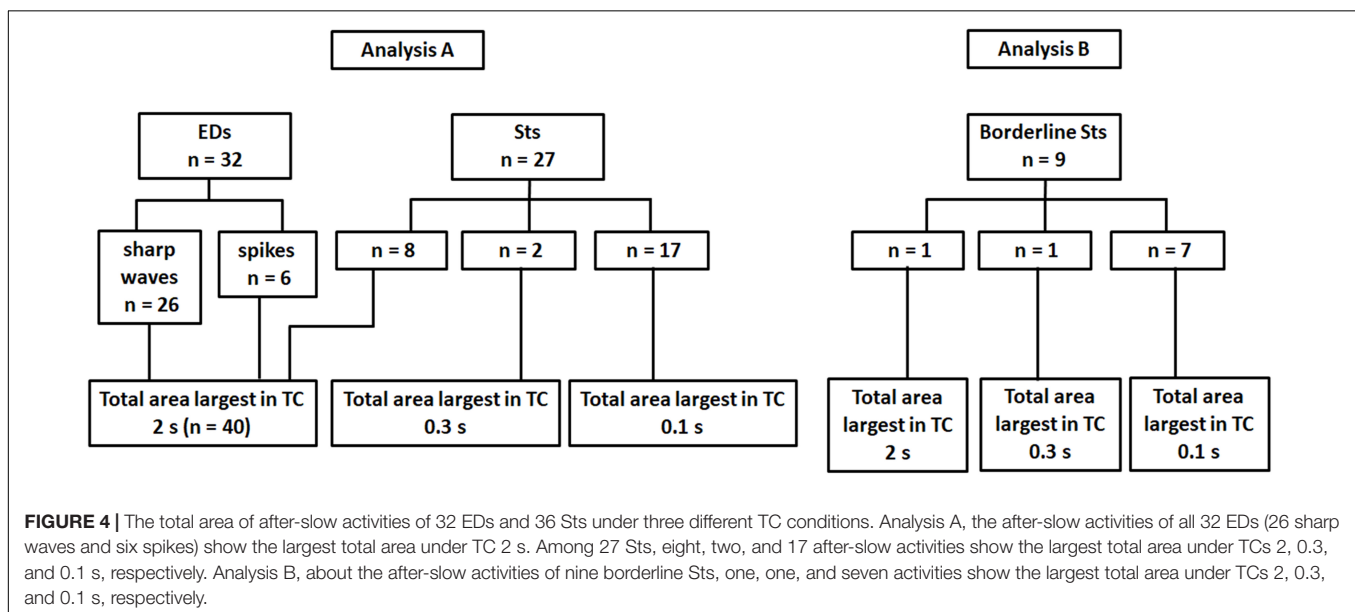 Analysis A
Analysis B
EDs
n = 32
Sts
n = 27
Borderline Sts
n = 9
sharp
waves
n = 26
spikes
n = 6
n = 8
n = 2
n = 17
n = 1
n = 1
n = 7
Total area largest in TC
2 s (n = 40)
Total area largest in TC
0.3 s
Total area largest in TC
0.1 s
Total area
largest in TC
2 s
Total area
largest in TC
0.3 s
Total area
largest in TC
0.1 s
FIGURE 4 | The total area of after-slow activities of 32 EDs and 36 Sts under three different TC conditions. Analysis A, the after-slow activities of all 32 EDs (26 sharp
waves and six spikes) show the largest total area under TC 2 s. Among 27 Sts, eight, two, and 17 after-slow activities show the largest total area under TCs 2, 0.3,
and 0.1 s, respectively. Analysis B, about the after-slow activities of nine borderline Sts, one, one, and seven activities show the largest total area under TCs 2, 0.3,
and 0.1 s, respectively.